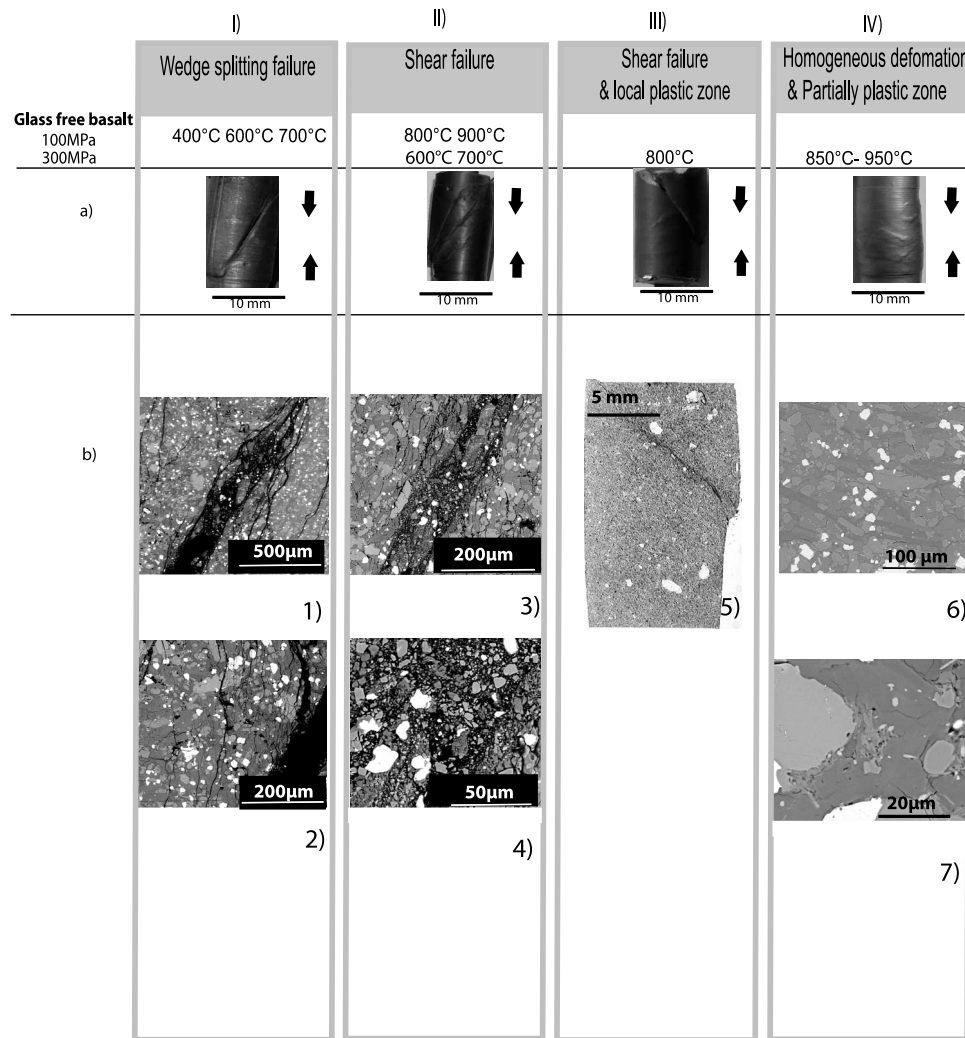 I)
II)
III)
IV)
Wedge splitting failure
Shear failure
Shear failure
& local plastic zone
Homogeneous defomation
& Partially plastic zone
Glass free basalt
100MPa
400°C 600°C 700°C
800°C 900°C
300MPa
600°C 700°C
800°C
850°C- 950°C
a)
10 mm
10 mm
10 mm
10 mm
b)
500µm
1)
200µm
3)
5 mm
5)
100 µm
6)
200µm
2)
50µm
4)
20µm
7)